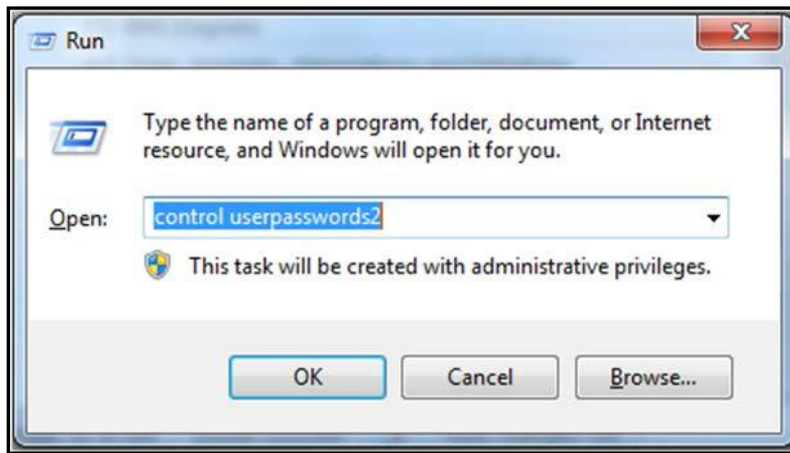 Run
Type the name of a program, folder, document, or Internet
resource, and Windows will open it for you.
Open: control userpasswords2
This task will be created with administrative privileges.
OK Cancel Browse...